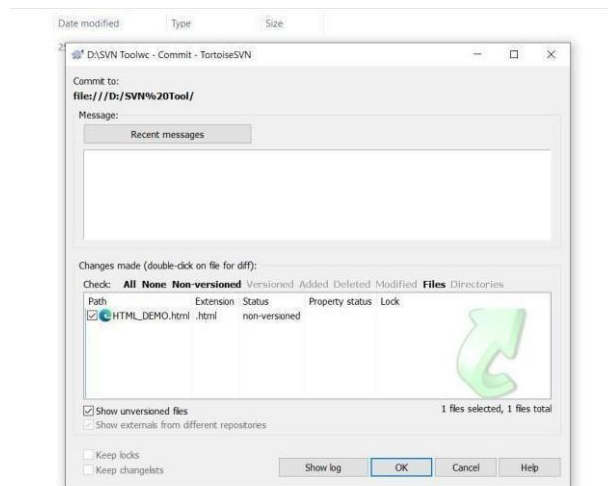 Date modified Type Size
D:\SVN Toolwc - Commit - TortoiseSVN
Commit to:
file:///D:/SVN%20Tool/
Message:
Recent messages
Changes made (double-click on file for diff):
Check: All None Non-versioned Versioned Added Deleted Modified Files Directories
Path Extension Status Property status Lock
HTML_DEMO.html .html non-versioned
Show unversioned files 1 files selected, 1 files total
Show externals from different repositories
Keep locks
Keep changelists Show log OK Cancel Help